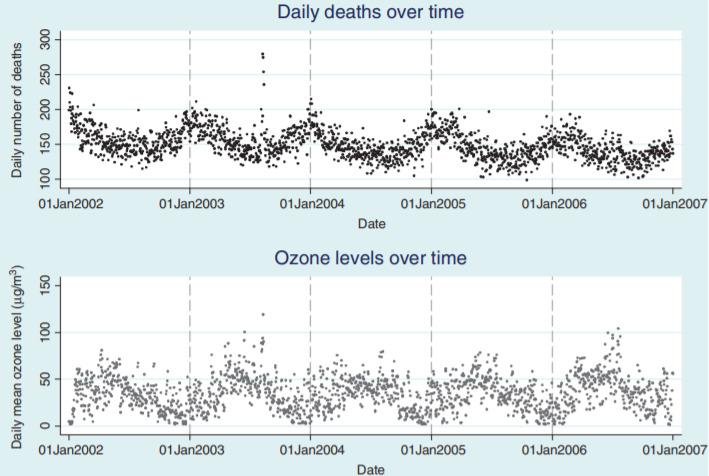 Daily deaths over time
Daily number of deaths
300
250
200
150
100
01Jan2002 01Jan2003 01Jan2004 01Jan2005 01Jan2006 01Jan2007
Date
Ozone levels over time
Daily mean ozone level (µg/m³)
150
100
50
0
01Jan2002 01Jan2003 01Jan2004 01Jan2005 01Jan2006 01Jan2007
Date